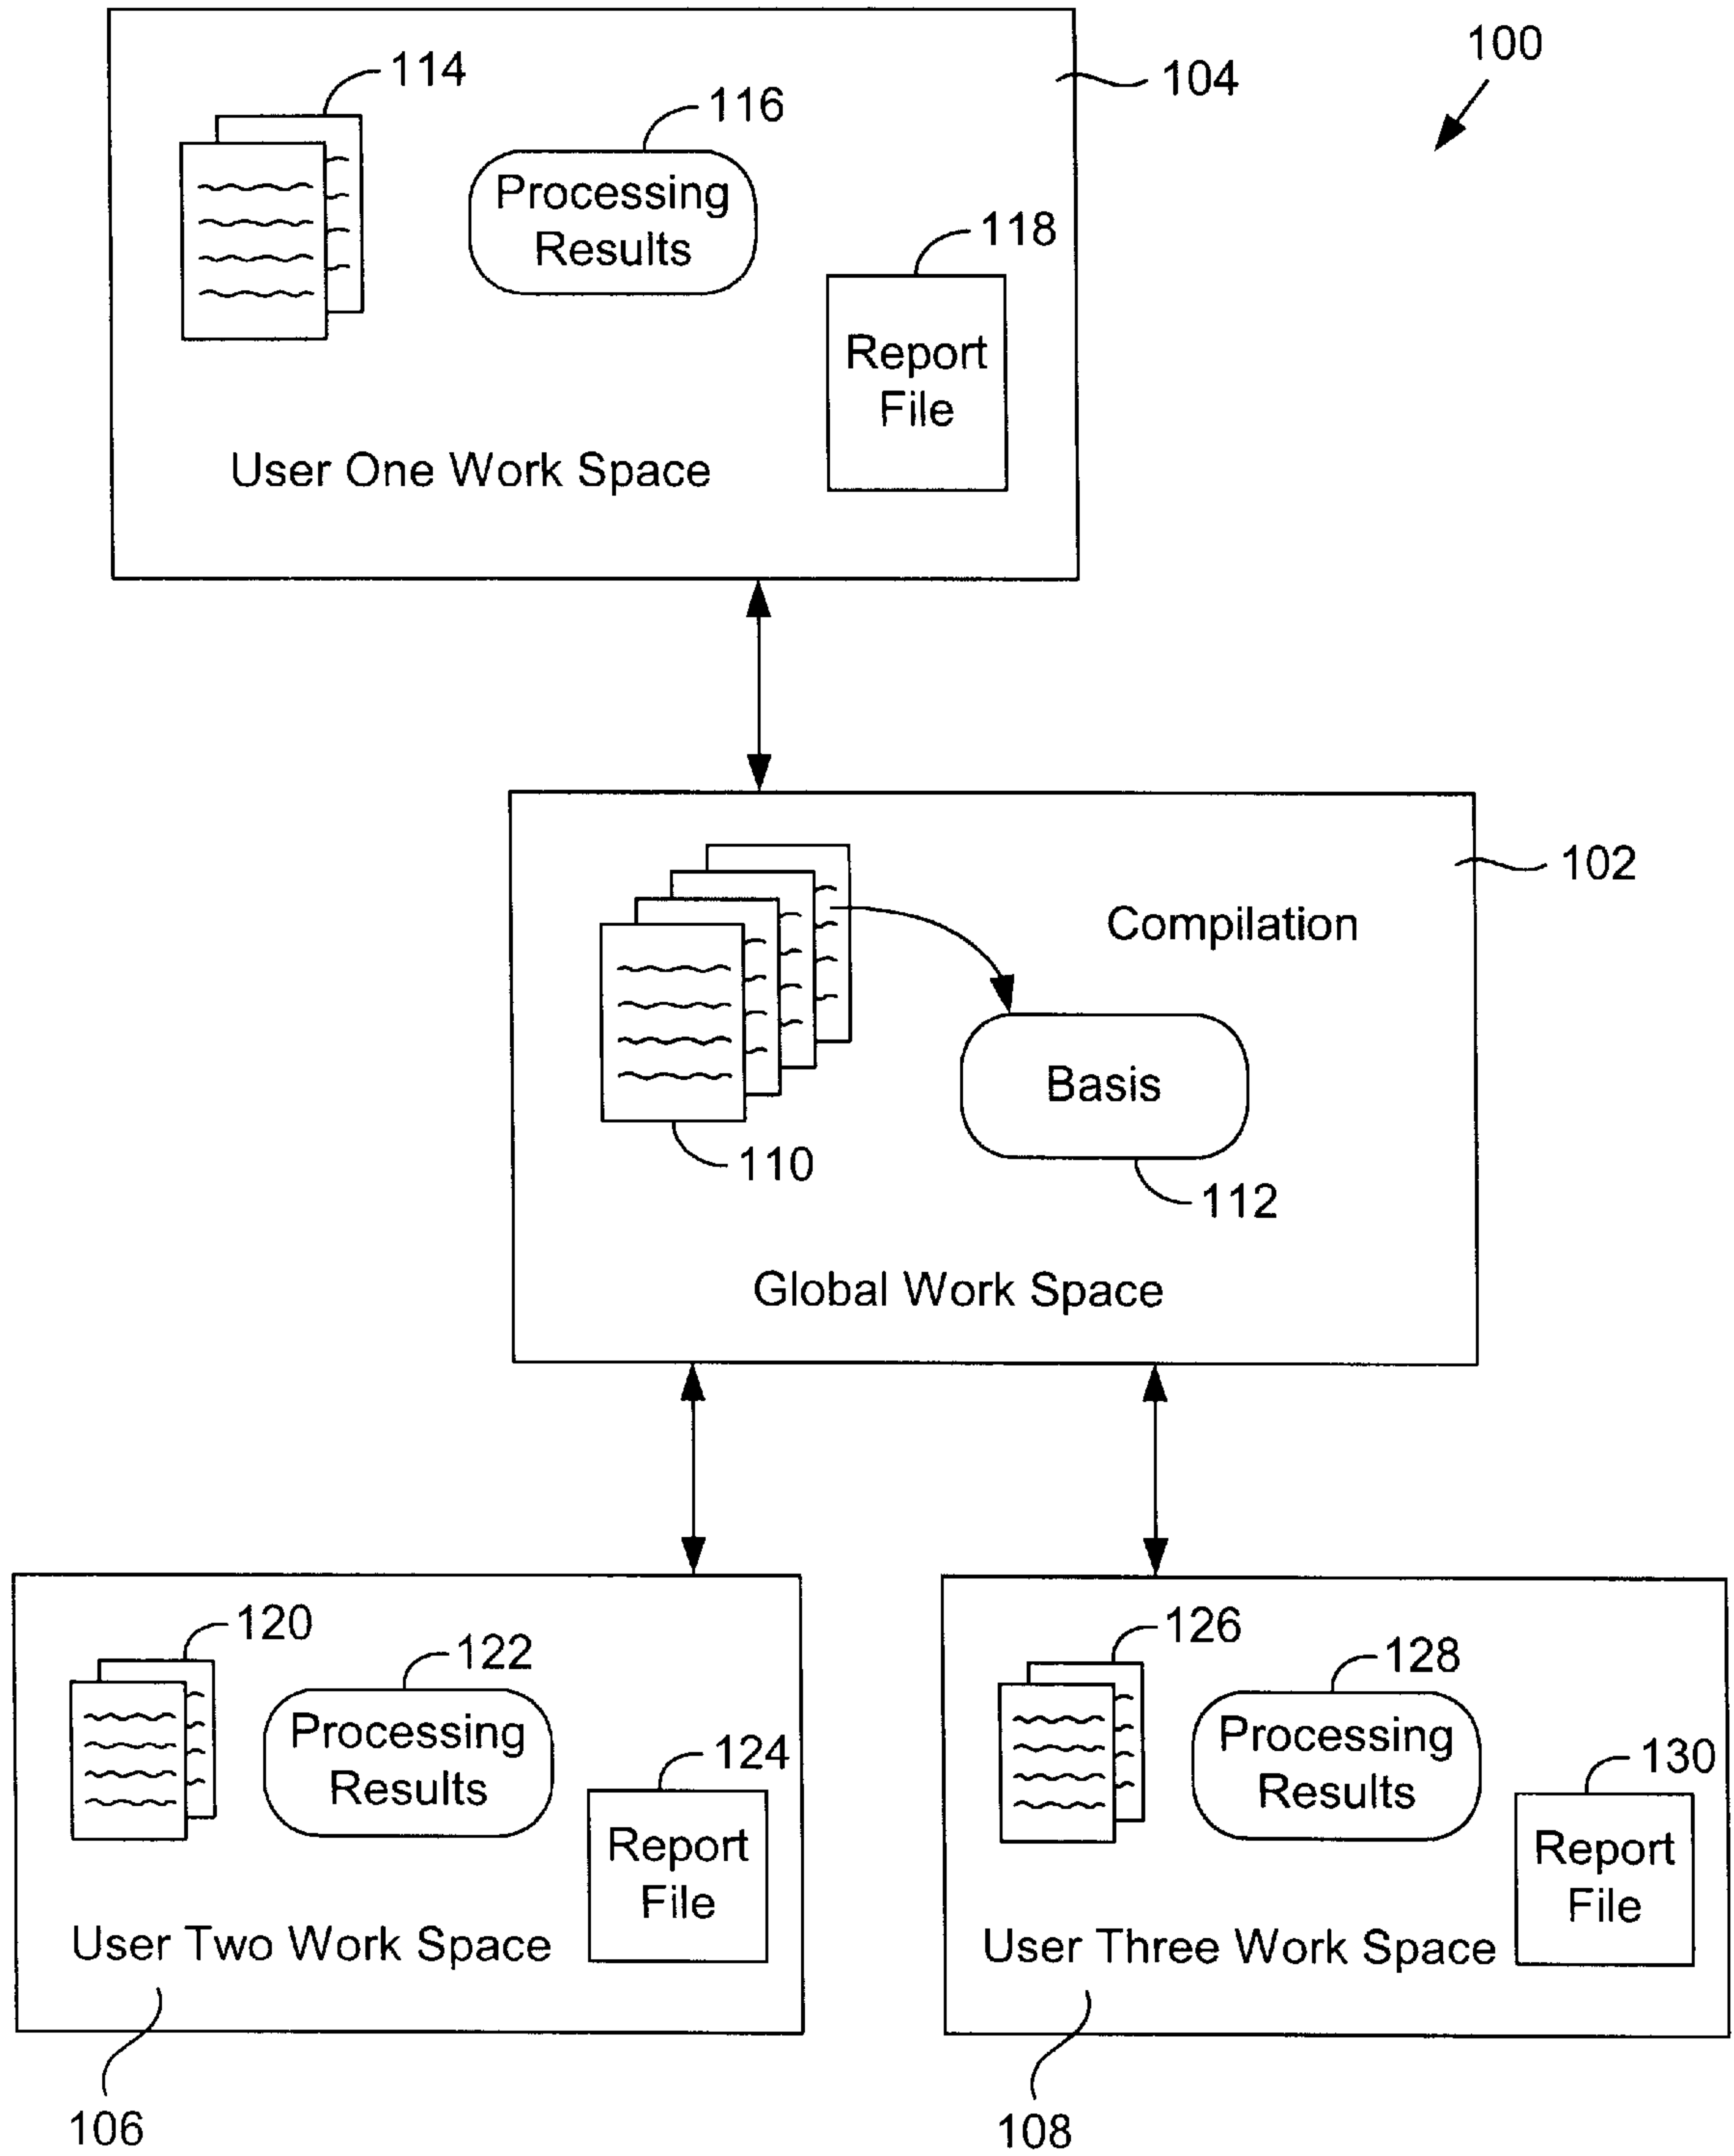 100
104
114
116
Processing
Results
118
Report
File
User One Work Space
102
Compilation
Basis
110
112
Global Work Space
120
122
Processing
Results
124
Report
File
User Two Work Space
106
126
128
Processing
Results
130
Report
File
User Three Work Space
108